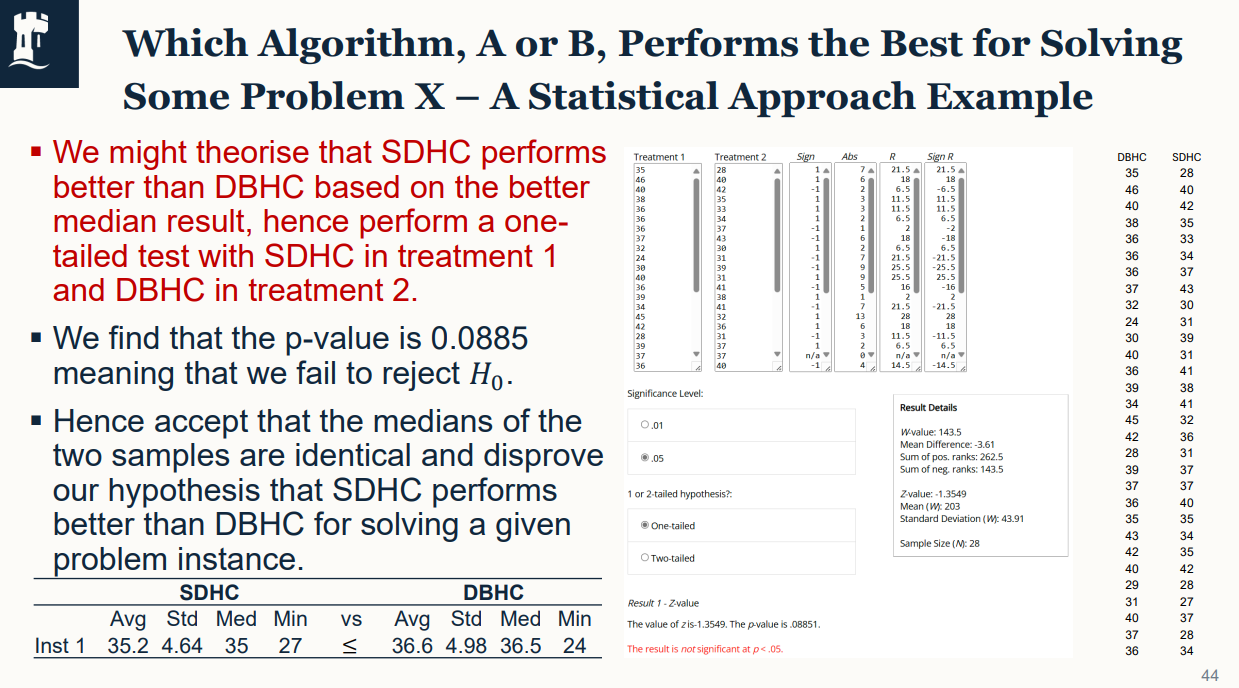 Which Algorithm, A or B, Performs the Best for Solving
Some Problem X – A Statistical Approach Example
▪ We might theorise that SDHC performs
better than DBHC based on the better
median result, hence perform a one-
tailed test with SDHC in treatment 1
and DBHC in treatment 2.
▪ We find that the p-value is 0.0885
meaning that we fail to reject H₀.
▪ Hence accept that the medians of the
two samples are identical and disprove
our hypothesis that SDHC performs
better than DBHC for solving a given
problem instance.
SDHC DBHC
Avg Std Med Min vs Avg Std Med Min
Inst 1 35.2 4.64 35 27 ≤ 36.6 4.98 36.5 24
Treatment 1 Treatment 2 Sign Abs R Sign R
35 28 1 7 21.5 21.5
46 40 1 6 18 18
40 42 -1 2 6.5 -6.5
38 35 1 3 11.5 11.5
36 33 1 3 11.5 11.5
36 34 1 2 6.5 6.5
36 37 -1 1 2 -2
37 43 -1 6 18 -18
32 30 1 2 6.5 6.5
24 31 -1 7 21.5 -21.5
30 39 -1 9 25.5 -25.5
40 31 1 9 25.5 25.5
36 41 -1 5 16 -16
39 38 1 1 2 2
34 41 -1 7 21.5 -21.5
45 32 1 13 28 28
42 36 1 6 18 18
28 31 -1 3 11.5 -11.5
39 37 1 2 6.5 6.5
37 37 n/a 0 n/a n/a
36 40 -1 4 14.5 -14.5
Significance Level:
.01
.05
1 or 2-tailed hypothesis?:
One-tailed
Two-tailed
Result Details
W-value: 143.5
Mean Difference: -3.61
Sum of pos. ranks: 262.5
Sum of neg. ranks: 143.5
Z-value: -1.3549
Mean (W): 203
Standard Deviation (W): 43.91
Sample Size (N): 28
Result 1 - Z-value
The value of z is-1.3549. The p-value is .08851.
The result is not significant at p < .05.
DBHC SDHC
35 28
46 40
40 42
38 35
36 33
36 34
36 37
37 43
32 30
24 31
30 39
40 31
36 41
39 38
34 41
45 32
42 36
28 31
39 37
37 37
36 40
35 35
43 34
42 35
40 42
29 28
31 27
40 37
37 28
36 34
44